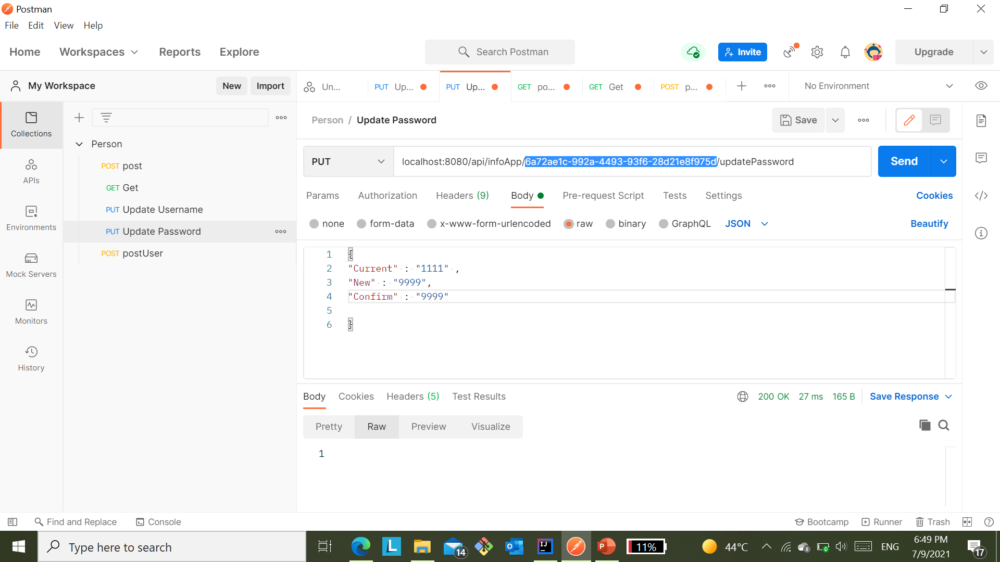 Postman
File Edit View Help
Home Workspaces Reports Explore Search Postman Invite Upgrade
My Workspace New Import Un... PUT Up... PUT Up... GET po... GET Get POST p... No Environment
Person / Update Password Save
Collections
Person
POST post
GET Get
PUT Update Username
PUT Update Password
POST postUser
APIs
Environments
Mock Servers
Monitors
History
PUT localhost:8080/api/infoApp/6a72ae1c-992a-4493-93f6-28d21e8f975d/updatePassword Send
Params Authorization Headers (9) Body Pre-request Script Tests Settings Cookies
none form-data x-www-form-urlencoded raw binary GraphQL JSON Beautify
1 {
2 "Current" : "1111" ,
3 "New" : "9999",
4 "Confirm" : "9999"
5
6 }
Body Cookies Headers (5) Test Results 200 OK 27 ms 165 B Save Response
Pretty Raw Preview Visualize
1
Find and Replace Console Bootcamp Runner Trash
Type here to search L 14 O IJ P 11% 44°C ENG 6:49 PM
7/9/2021 17